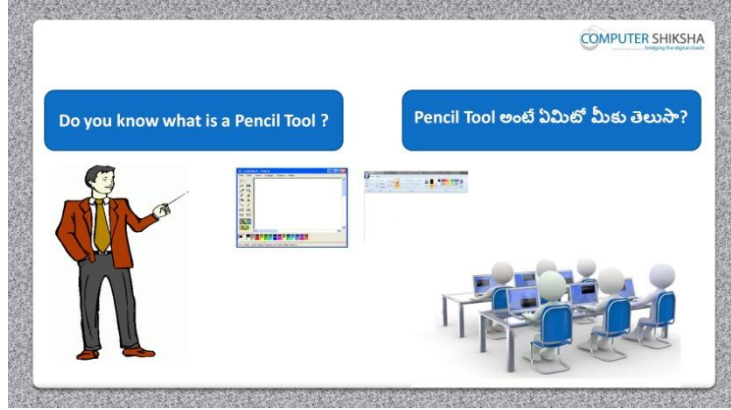 COMPUTER SHIKSHA
bridging the digital divide
Do you know what is a Pencil Tool ?
Pencil Tool అంటే ఏమిటో మీకు తెలుసా?